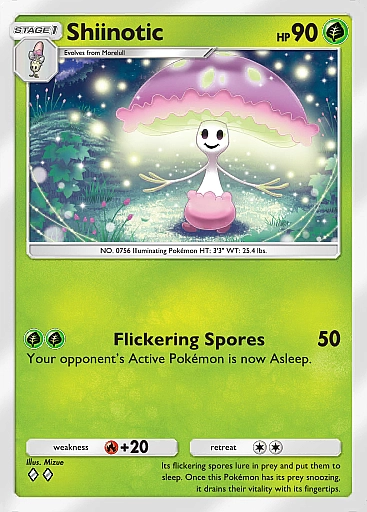 STAGE 1
Shiinotic
HP 90
Evolves from Morelull
NO. 0756 Illuminating Pokémon HT: 3'3" WT: 25.4 lbs.
Flickering Spores 50
Your opponent's Active Pokémon is now Asleep.
weakness +20 retreat
Illus. Mizue
Its flickering spores lure in prey and put them to
sleep. Once this Pokémon has its prey snoozing,
it drains their vitality with its fingertips.